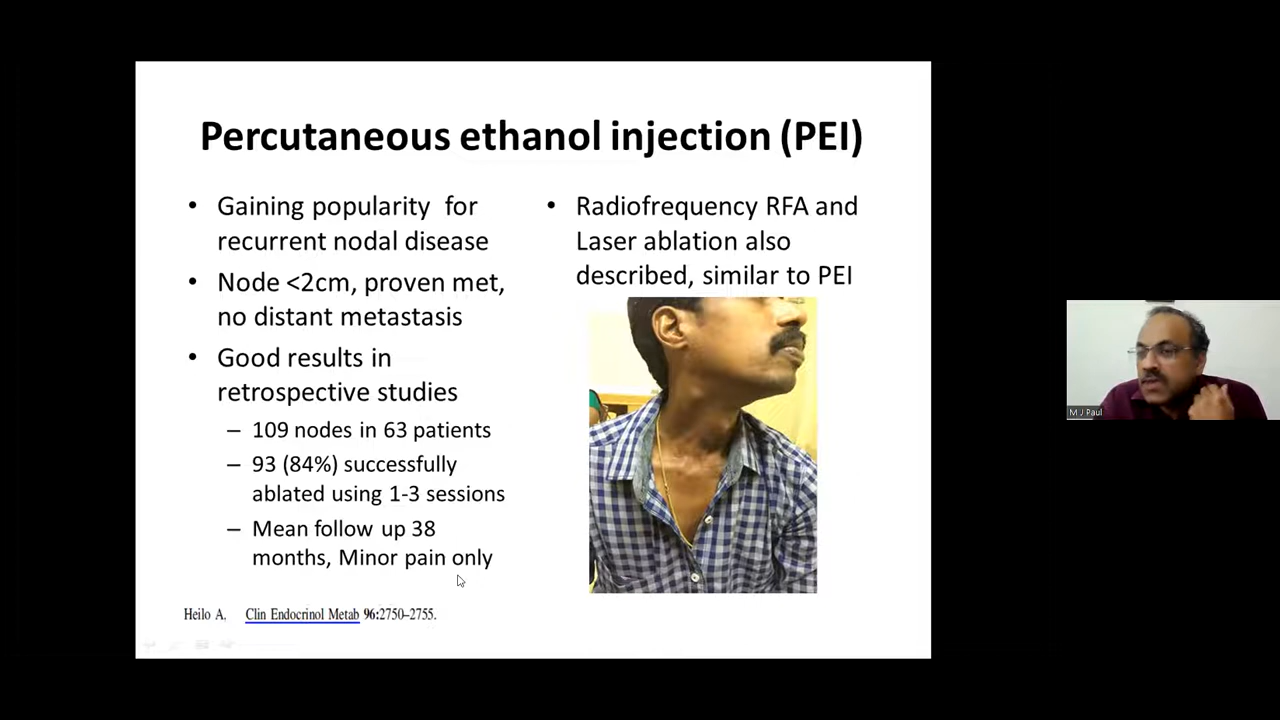 Percutaneous ethanol injection (PEI)
• Gaining popularity for
recurrent nodal disease
• Node <2cm, proven met,
no distant metastasis
• Good results in
retrospective studies
– 109 nodes in 63 patients
– 93 (84%) successfully
ablated using 1-3 sessions
– Mean follow up 38
months, Minor pain only
• Radiofrequency RFA and
Laser ablation also
described, similar to PEI
Heilo A, Clin Endocrinol Metab 96:2750–2755.
M J Paul